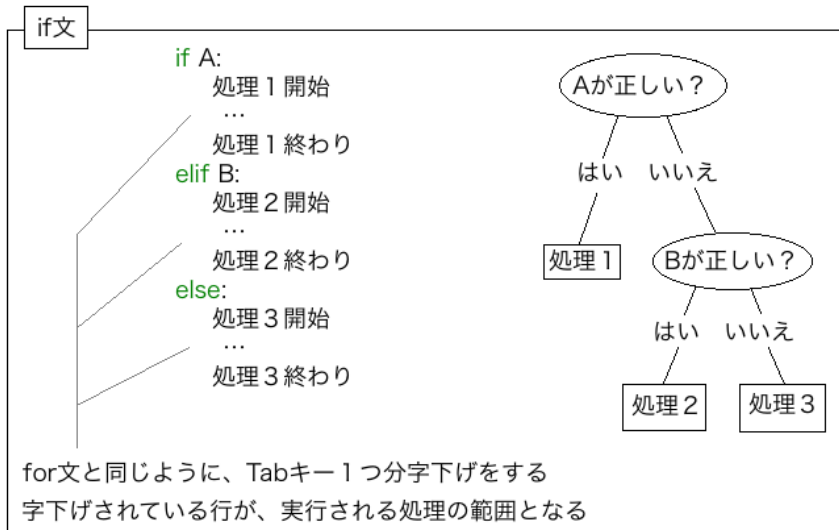 if文
if A:
処理１開始
…
処理１終わり
elif B:
処理２開始
…
処理２終わり
else:
処理３開始
…
処理３終わり
Aが正しい？
はい いいえ
処理１
Bが正しい？
はい いいえ
処理２
処理３
for文と同じように、Tabキー１つ分字下げをする
字下げされている行が、実行される処理の範囲となる